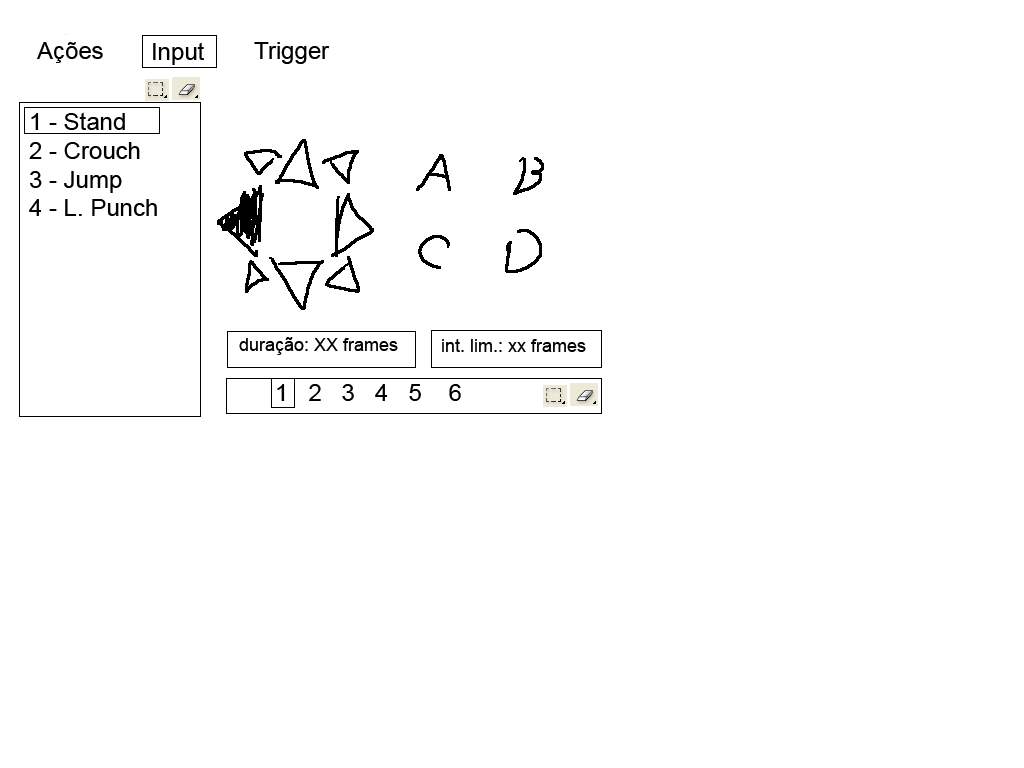 Ações Input Trigger
1 - Stand
2 - Crouch
3 - Jump
4 - L. Punch
A B
C D
duração: XX frames int. lim.: xx frames
1 2 3 4 5 6